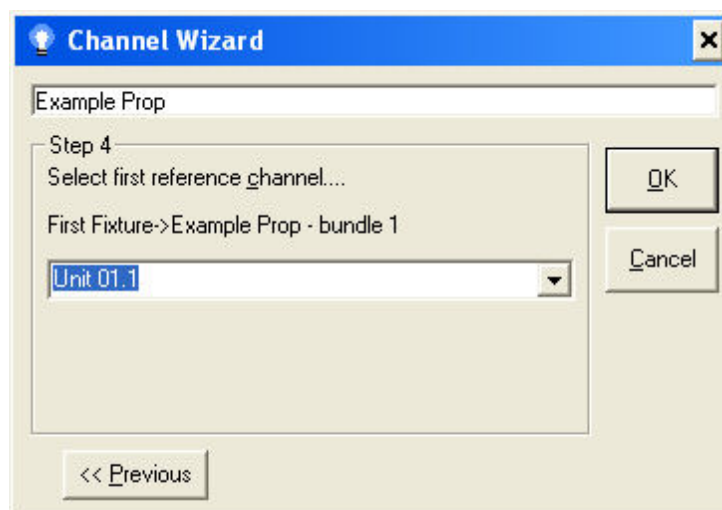 Channel Wizard
Example Prop
Step 4
Select first reference channel....
First Fixture->Example Prop - bundle 1
Unit 01.1
OK
Cancel
<< Previous